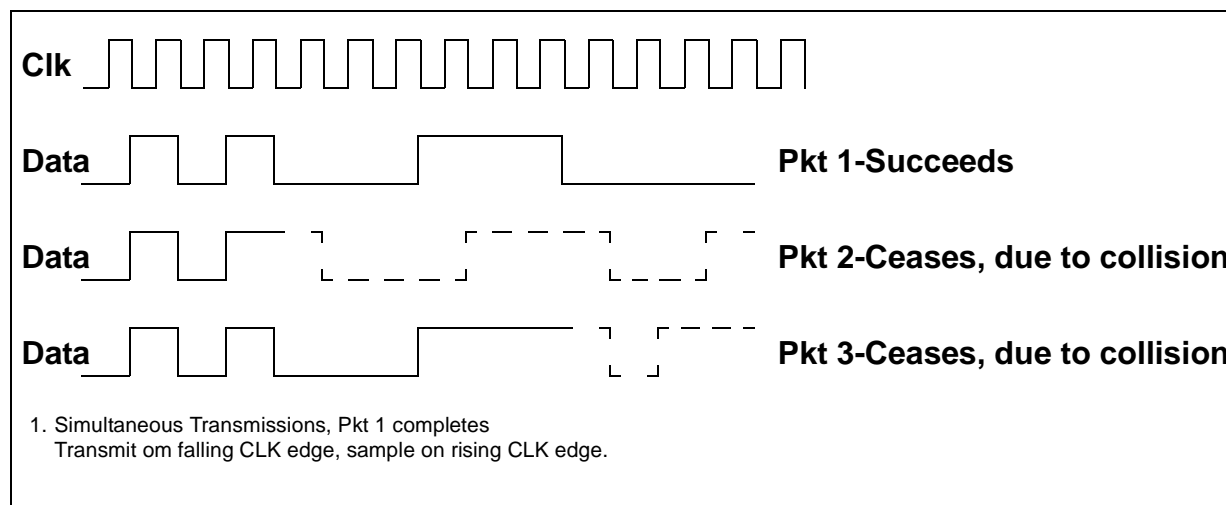 Clk
Data Pkt 1-Succeeds
Data Pkt 2-Ceases, due to collision
Data Pkt 3-Ceases, due to collision
1. Simultaneous Transmissions, Pkt 1 completes
Transmit om falling CLK edge, sample on rising CLK edge.